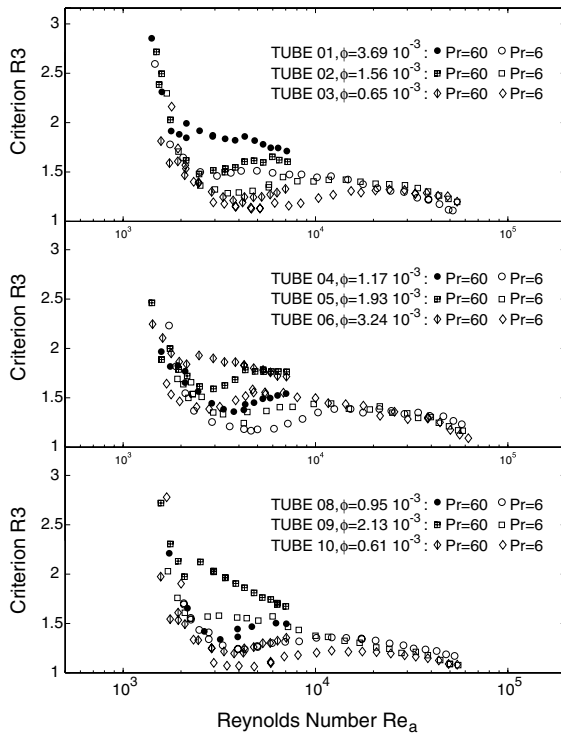 3
2.5
2
1.5
1
Criterion R3
TUBE 01,ϕ=3.69 10⁻³ : Pr=60 Pr=6
TUBE 02,ϕ=1.56 10⁻³ : Pr=60 Pr=6
TUBE 03,ϕ=0.65 10⁻³ : Pr=60 Pr=6
10³ 10⁴ 10⁵
3
2.5
2
1.5
1
Criterion R3
TUBE 04,ϕ=1.17 10⁻³ : Pr=60 Pr=6
TUBE 05,ϕ=1.93 10⁻³ : Pr=60 Pr=6
TUBE 06,ϕ=3.24 10⁻³ : Pr=60 Pr=6
10³ 10⁴ 10⁵
3
2.5
2
1.5
1
Criterion R3
TUBE 08,ϕ=0.95 10⁻³ : Pr=60 Pr=6
TUBE 09,ϕ=2.13 10⁻³ : Pr=60 Pr=6
TUBE 10,ϕ=0.61 10⁻³ : Pr=60 Pr=6
10³ 10⁴ 10⁵
Reynolds Number Reₐ